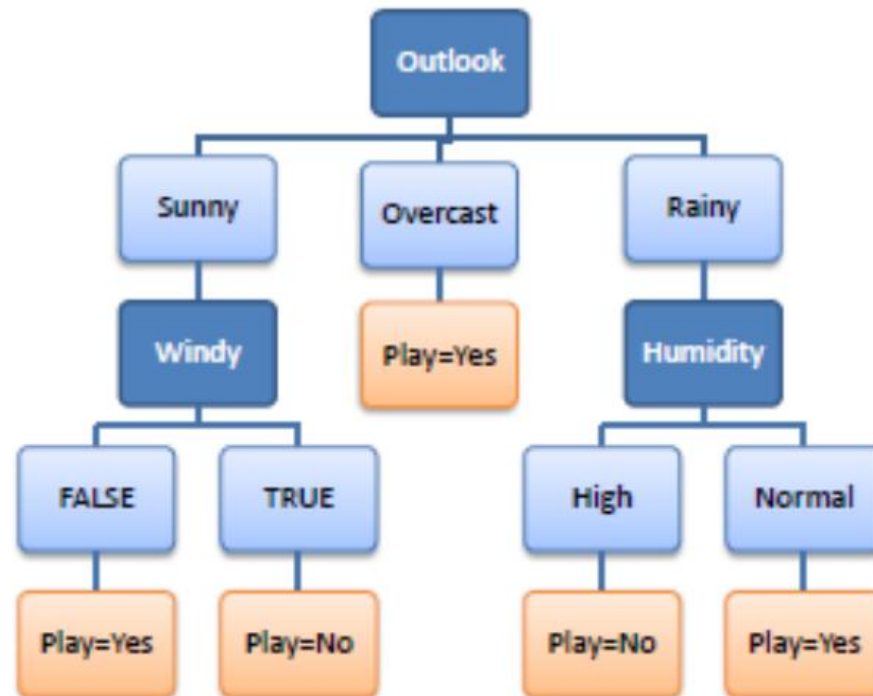 Outlook
Sunny
Overcast
Rainy
Windy
Play=Yes
Humidity
FALSE
TRUE
High
Normal
Play=Yes
Play=No
Play=No
Play=Yes